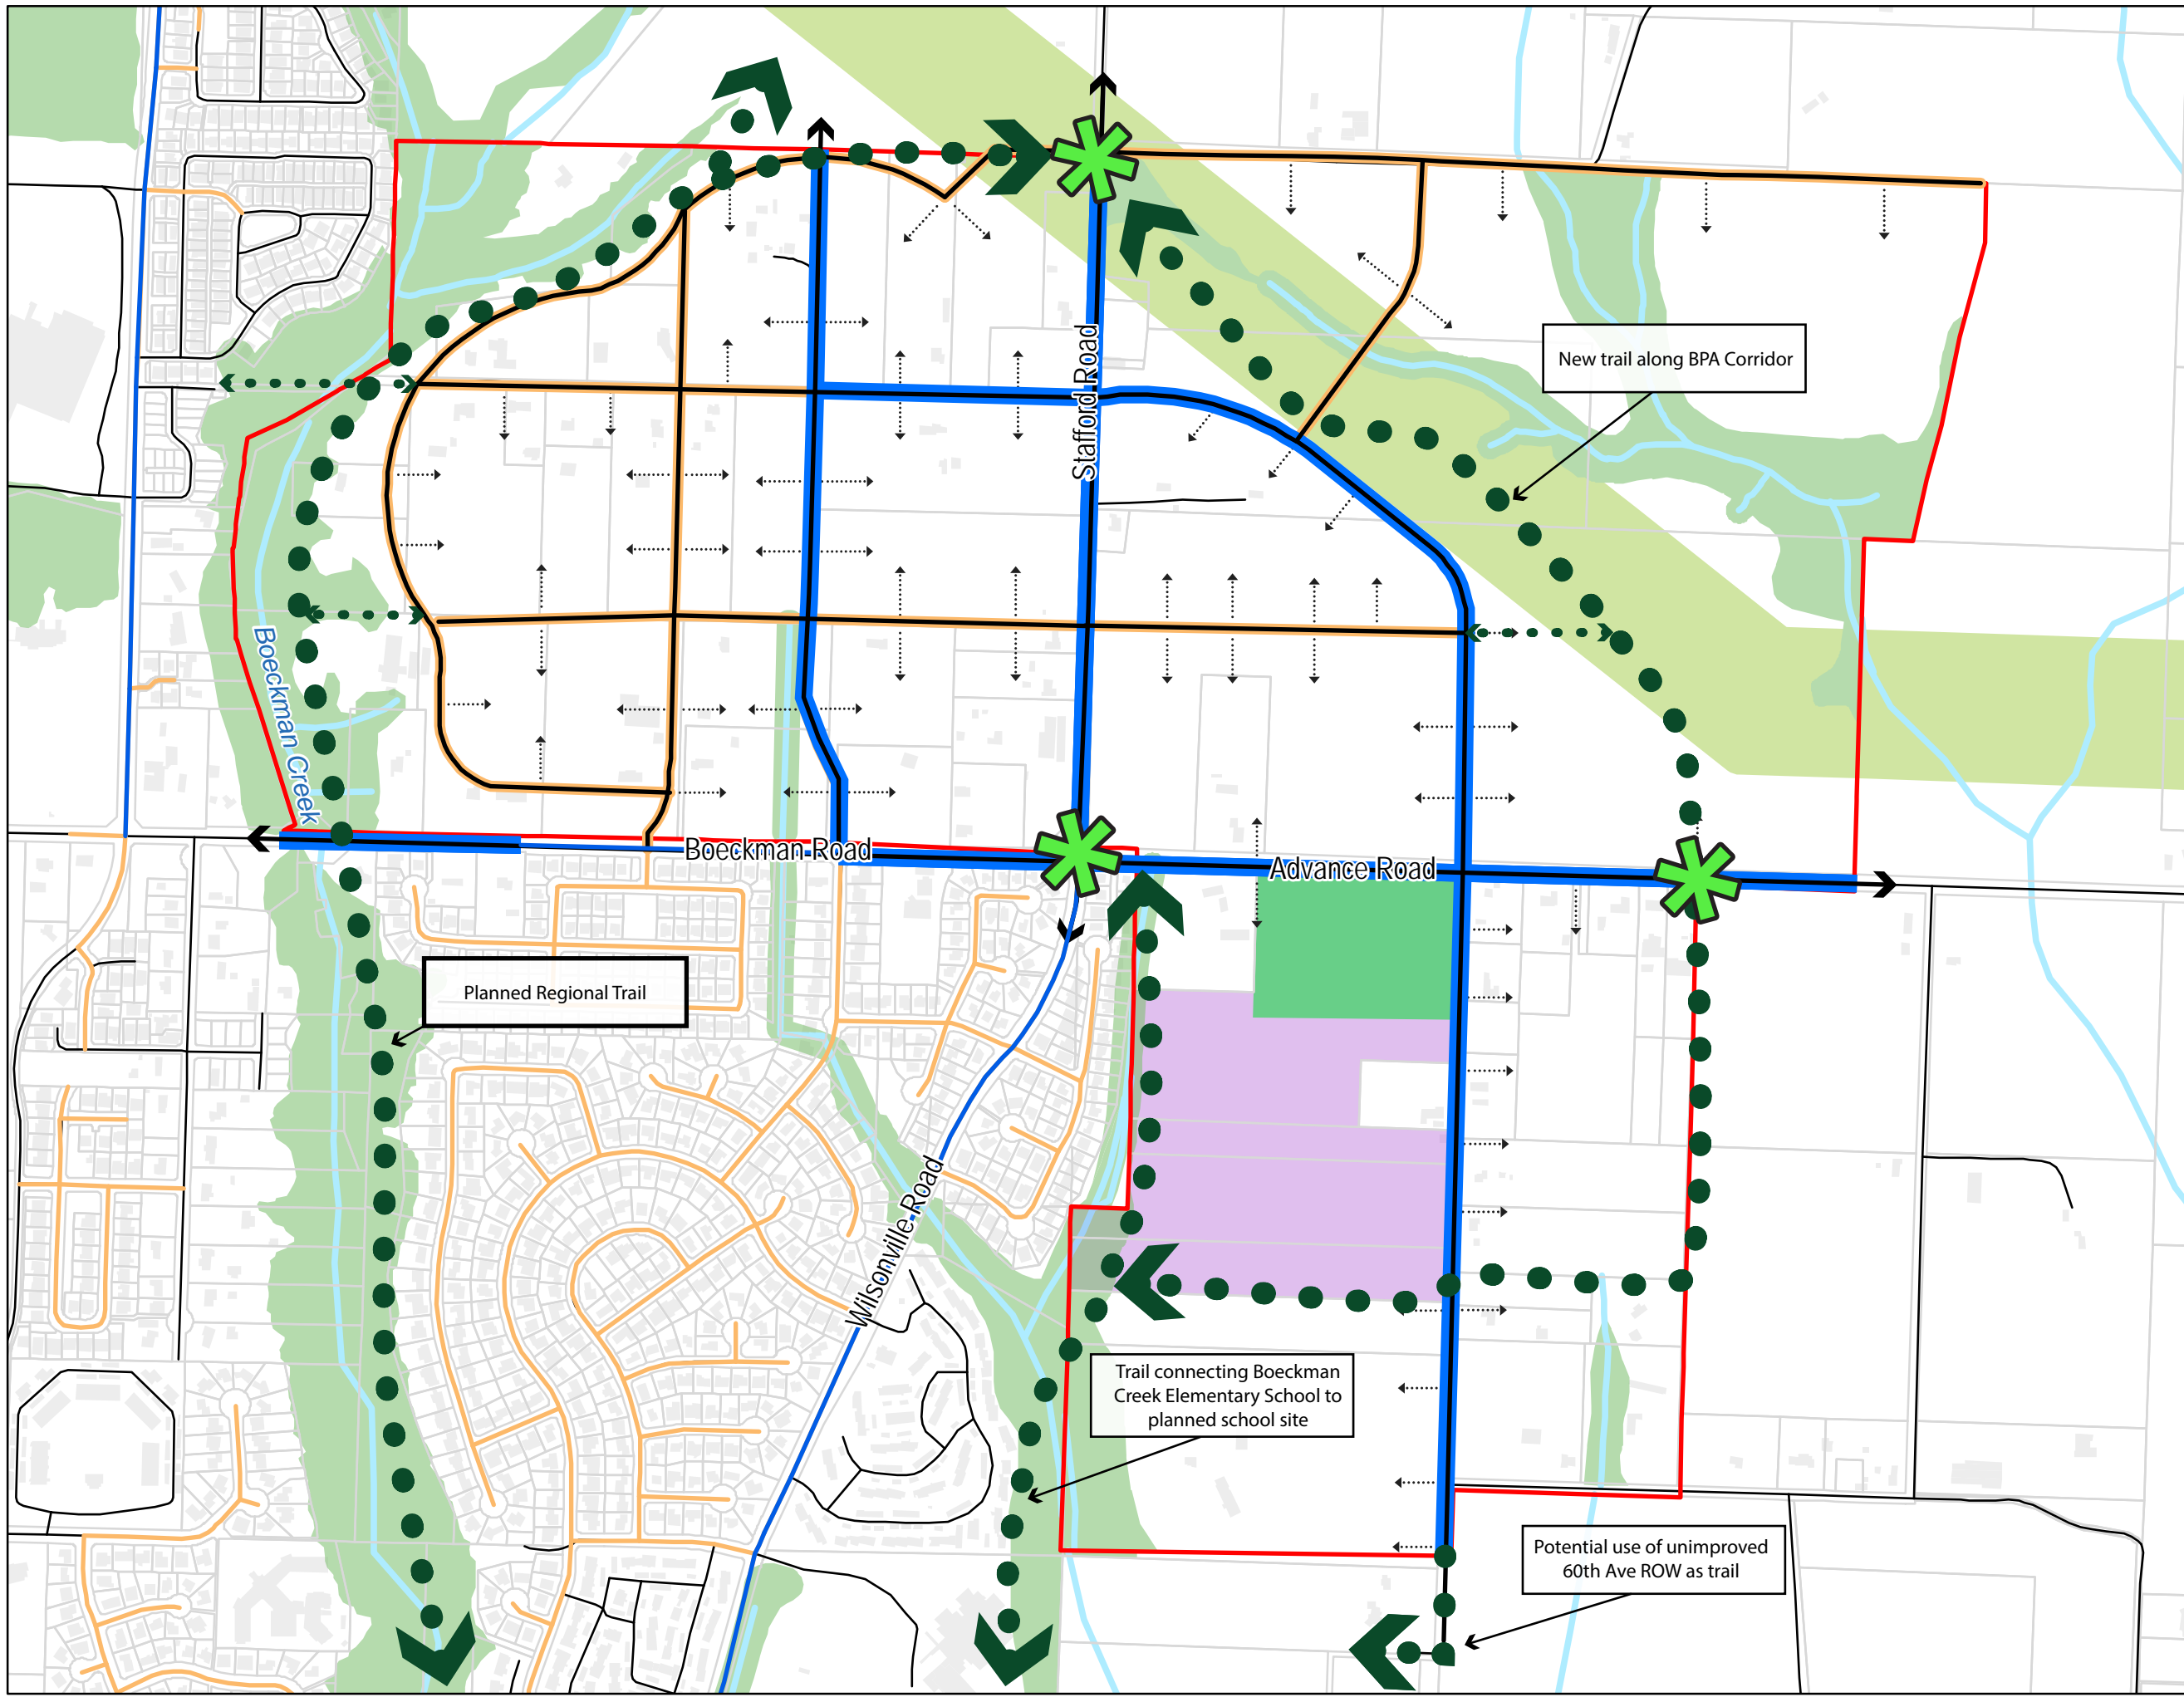 New trail along BPA Corridor
Stafford Road
Boeckman Creek
Boeckman Road
Advance Road
Planned Regional Trail
Wilsonville Road
Trail connecting Boeckman
Creek Elementary School to
planned school site
Potential use of unimproved
60th Ave ROW as trail